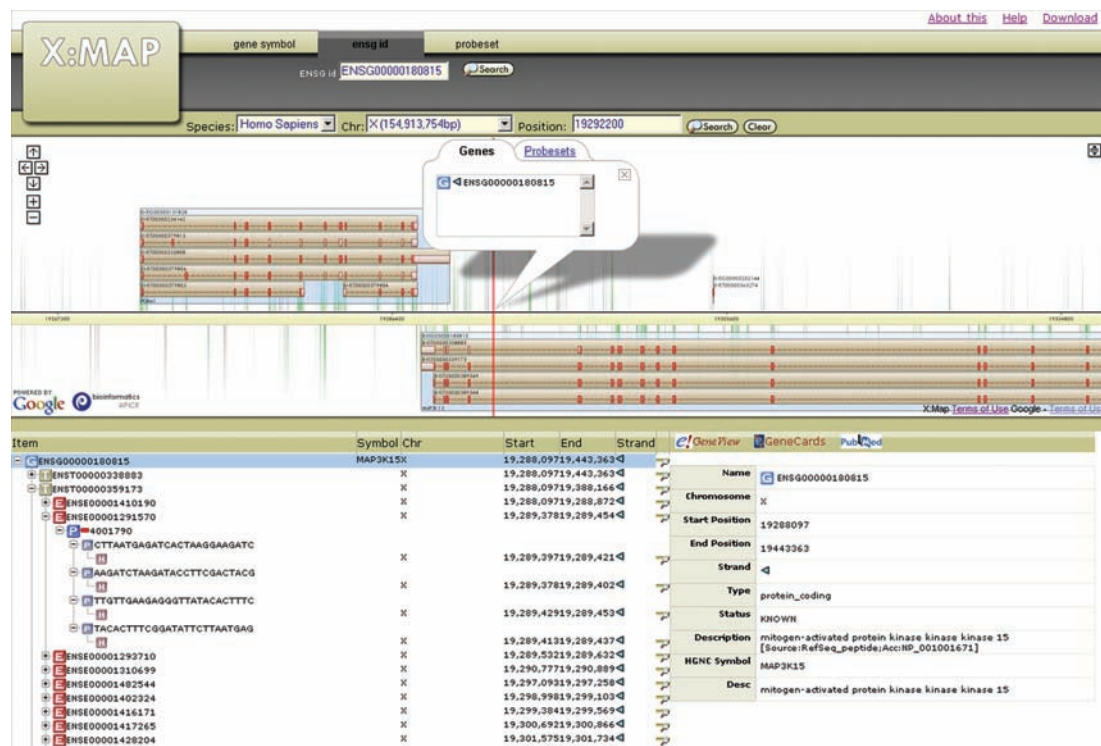 About this Help Download
X:MAP
gene symbol ensg id probeset
ENSG id ENSG00000180815 Search
Species: Homo Sapiens Chr: X (154,913,754bp) Position: 19292200 Search Clear
Genes Probesets
ENSG00000180815
POWERED BY
Google bioinformatics
X:Map Terms of Use Google - Terms of Us
Item Symbol Chr Start End Strand
ENSG00000180815 MAP3K15 X 19,288,097 19,443,363
ENST00000338883 X 19,288,097 19,443,363
ENST00000359173 X 19,288,097 19,388,166
ENSE00001410190 X 19,288,097 19,288,872
ENSE00001291570 X 19,289,378 19,289,454
4001790
CTTAATGAGATCACTAAGGAAGATC
H X 19,289,397 19,289,421
AAGATCTAAGATACCTTCGACTACG
H X 19,289,378 19,289,402
TTGTTGAAGAGGGTTATACACTTTC
H X 19,289,429 19,289,453
TACACTTTCGGATATTCTTAATGAG
H X 19,289,413 19,289,437
ENSE00001293710 X 19,289,532 19,289,632
ENSE00001310699 X 19,290,777 19,290,889
ENSE00001482544 X 19,297,093 19,297,258
ENSE00001402324 X 19,298,998 19,299,103
ENSE00001416171 X 19,299,384 19,299,569
ENSE00001417265 X 19,300,692 19,300,866
ENSE00001428204 X 19,301,575 19,301,734
e! GeneView GeneCards PubMed
Name G ENSG00000180815
Chromosome X
Start Position 19288097
End Position 19443363
Strand
Type protein_coding
Status KNOWN
Description mitogen-activated protein kinase kinase kinase 15
[Source:RefSeq_peptide;Acc:NP_001001671]
HGNC Symbol MAP3K15
Desc mitogen-activated protein kinase kinase kinase 15